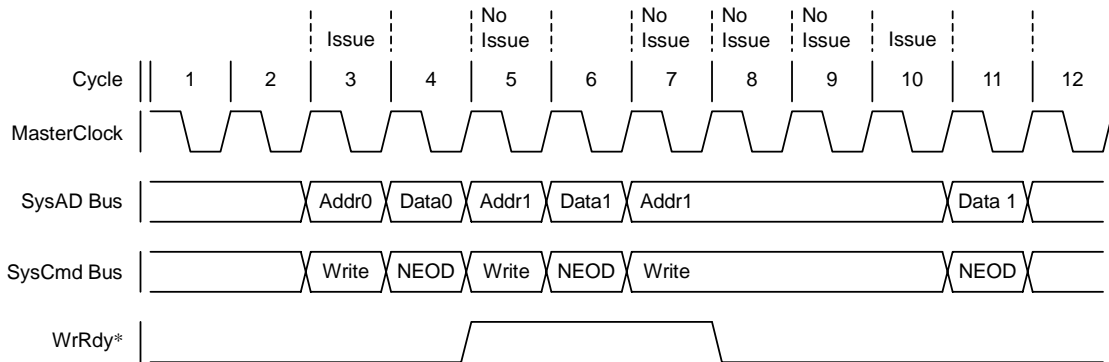 No No No No
Issue Issue Issue Issue Issue Issue
Cycle 1 2 3 4 5 6 7 8 9 10 11 12
MasterClock
SysAD Bus Addr0 Data0 Addr1 Data1 Addr1 Data 1
SysCmd Bus Write NEOD Write NEOD Write NEOD
WrRdy*